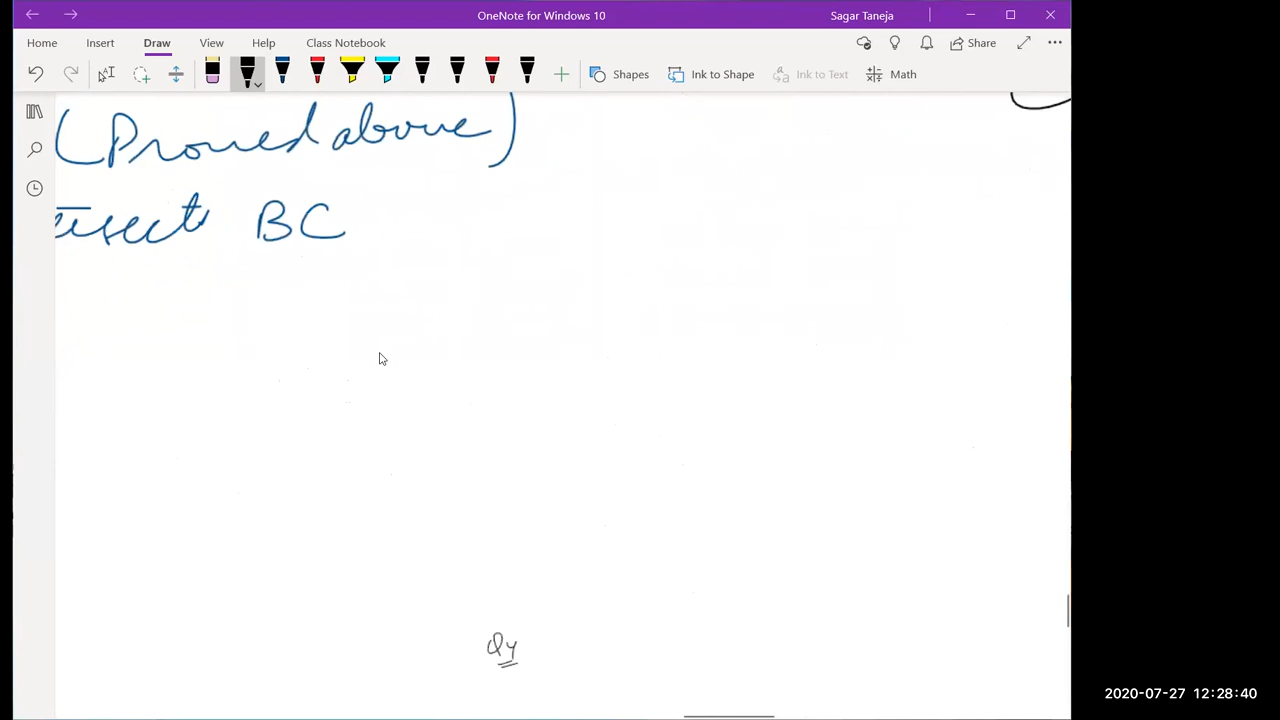 OneNote for Windows 10
Sagar Taneja
Home Insert Draw View Help Class Notebook
Share
Shapes Ink to Shape Ink to Text Math
(Proved above)
BC
2020-07-27 12:28:40